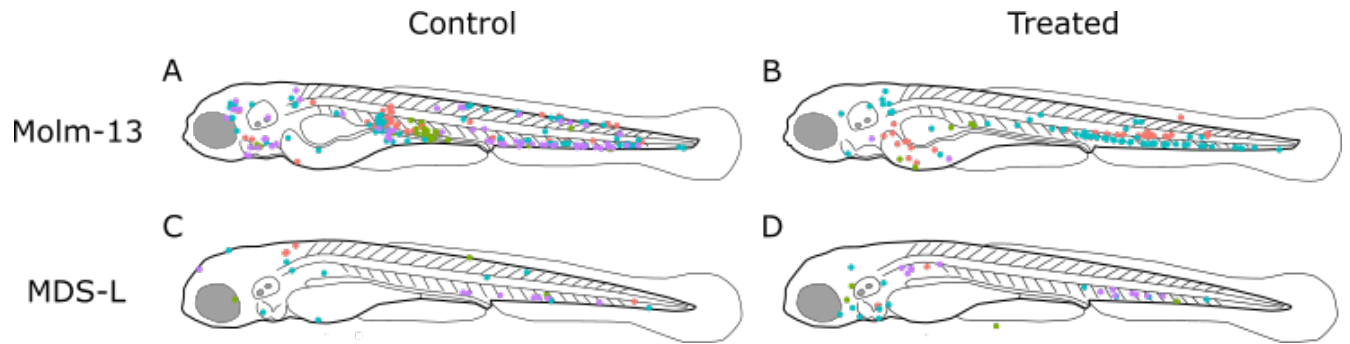 Control
Treated
A
B
Molm-13
C
D
MDS-L